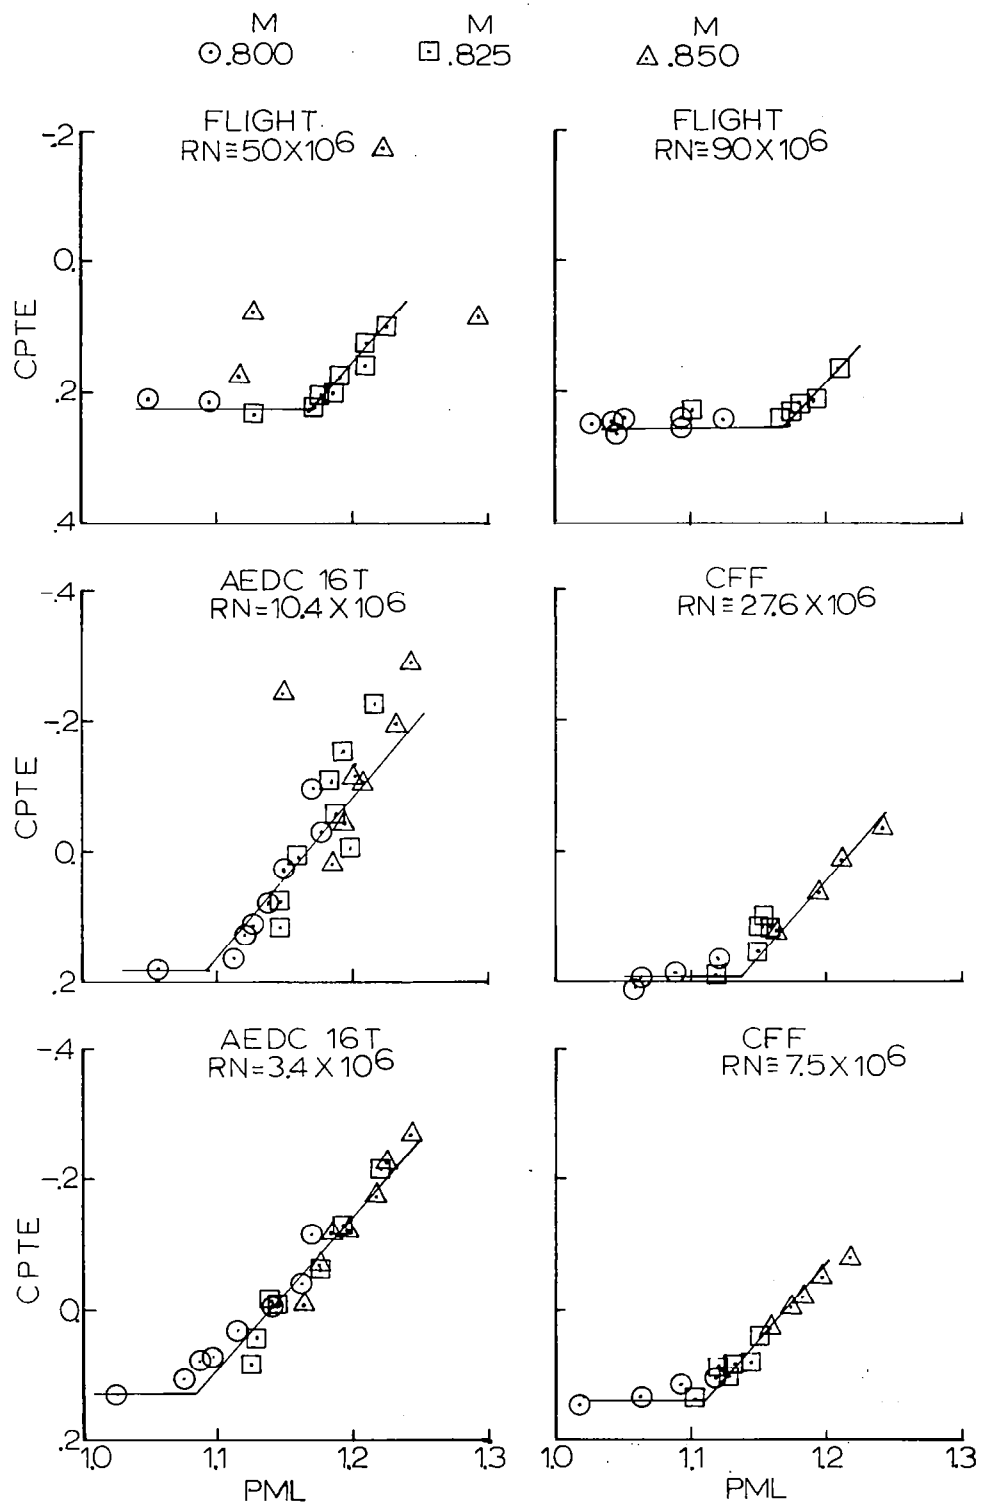 M M M
.800 .825 .850
FLIGHT
RN≅50X10⁶
FLIGHT
RN≅90X10⁶
-.2
0.
.2
.4
CPTE
AEDC 16T
RN=10.4X10⁶
CFF
RN≅27.6X10⁶
-.4
-.2
0.
.2
CPTE
AEDC 16T
RN=3.4X10⁶
CFF
RN≅7.5X10⁶
-.4
-.2
0.
.2
CPTE
1.0 1.1 1.2 1.3
PML
1.0 1.1 1.2 1.3
PML